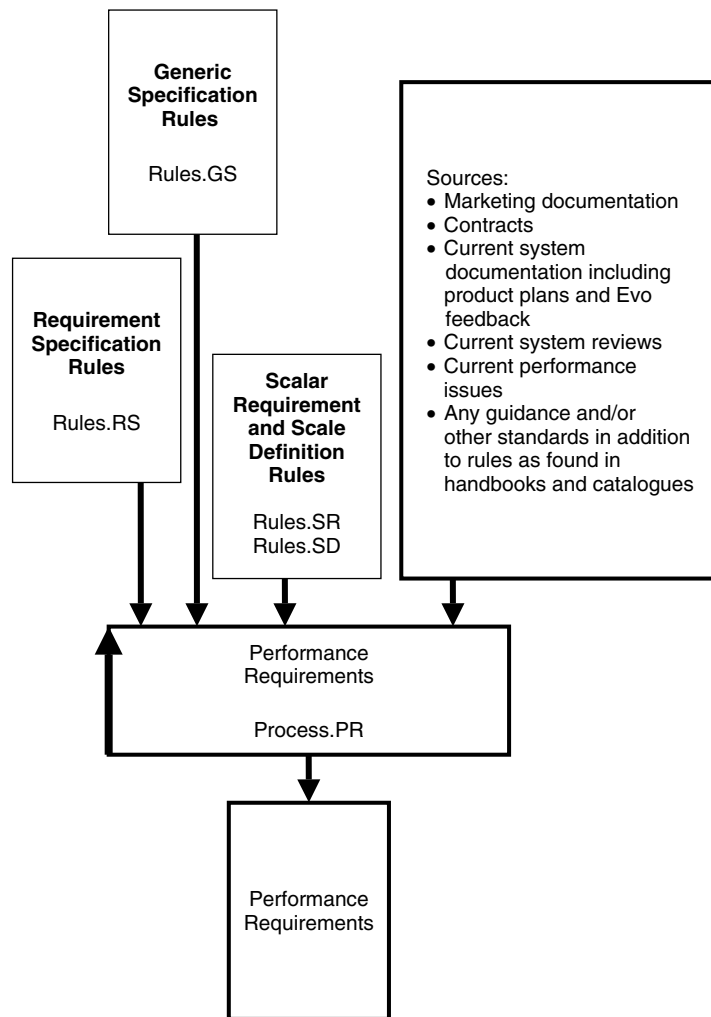 Generic
Specification
Rules
Rules.GS
Requirement
Specification
Rules
Rules.RS
Scalar
Requirement
and Scale
Definition
Rules
Rules.SR
Rules.SD
Sources:
• Marketing documentation
• Contracts
• Current system
documentation including
product plans and Evo
feedback
• Current system reviews
• Current performance
issues
• Any guidance and/or
other standards in addition
to rules as found in
handbooks and catalogues
Performance
Requirements
Process.PR
Performance
Requirements